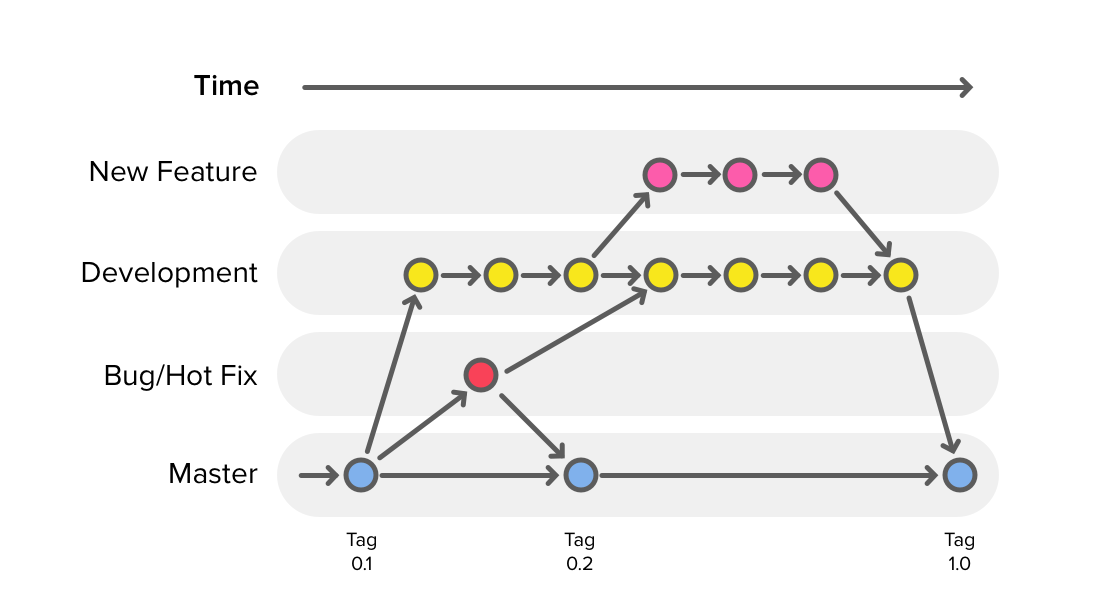 Time
New Feature
Development
Bug/Hot Fix
Master
Tag
0.1
Tag
0.2
Tag
1.0